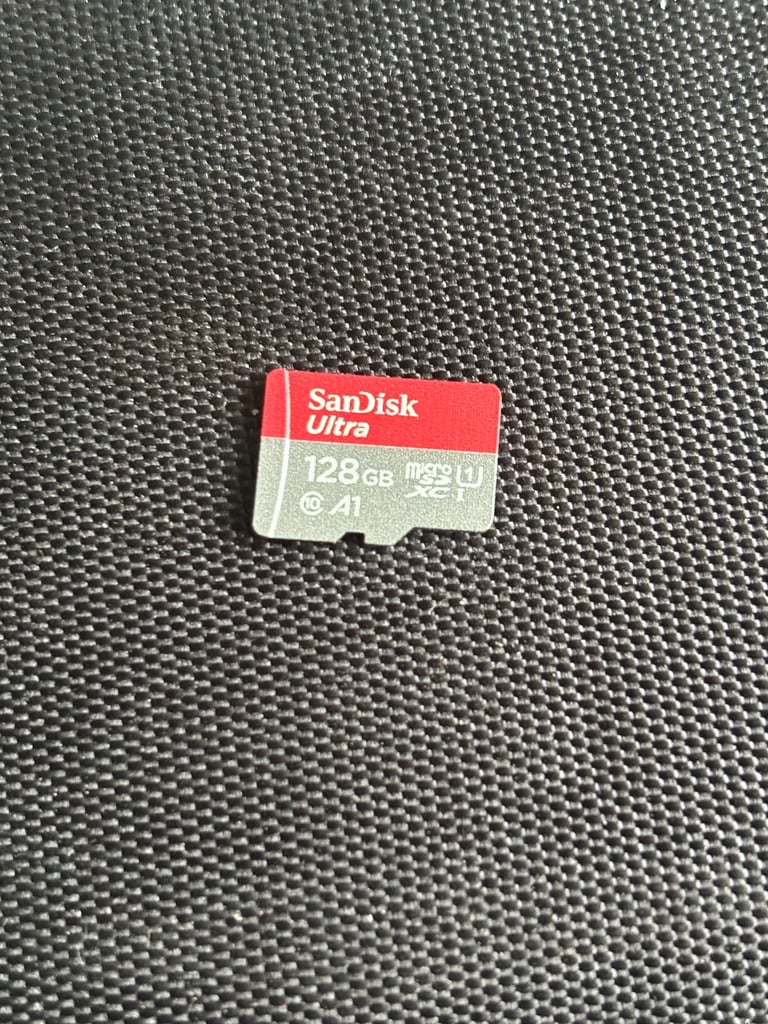 SanDisk
Ultra
128GB micro SD XC I U1
10 A1